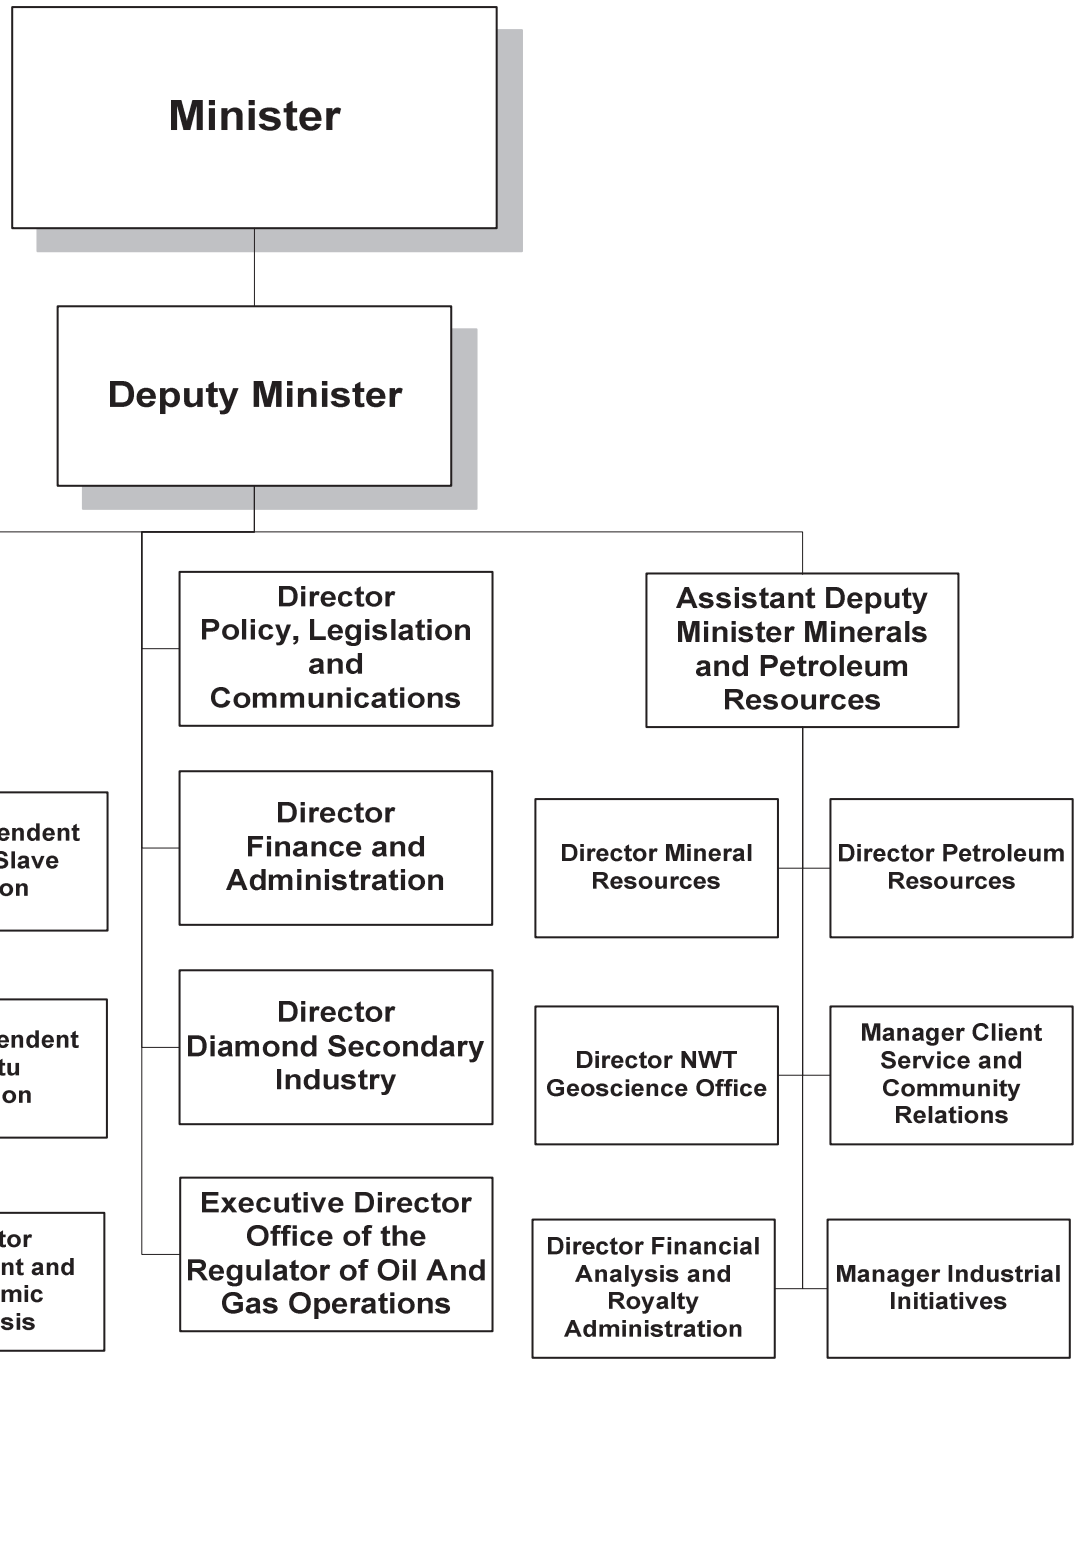 Minister
Deputy Minister
Director
Policy, Legislation
and
Communications
Assistant Deputy
Minister Minerals
and Petroleum
Resources
Slave
Director
Finance and
Administration
Director Mineral
Resources
Director Petroleum
Resources
Director
Diamond Secondary
Industry
Director NWT
Geoscience Office
Manager Client
Service and
Community
Relations
and
Executive Director
Office of the
Regulator of Oil And
Gas Operations
Director Financial
Analysis and
Royalty
Administration
Manager Industrial
Initiatives